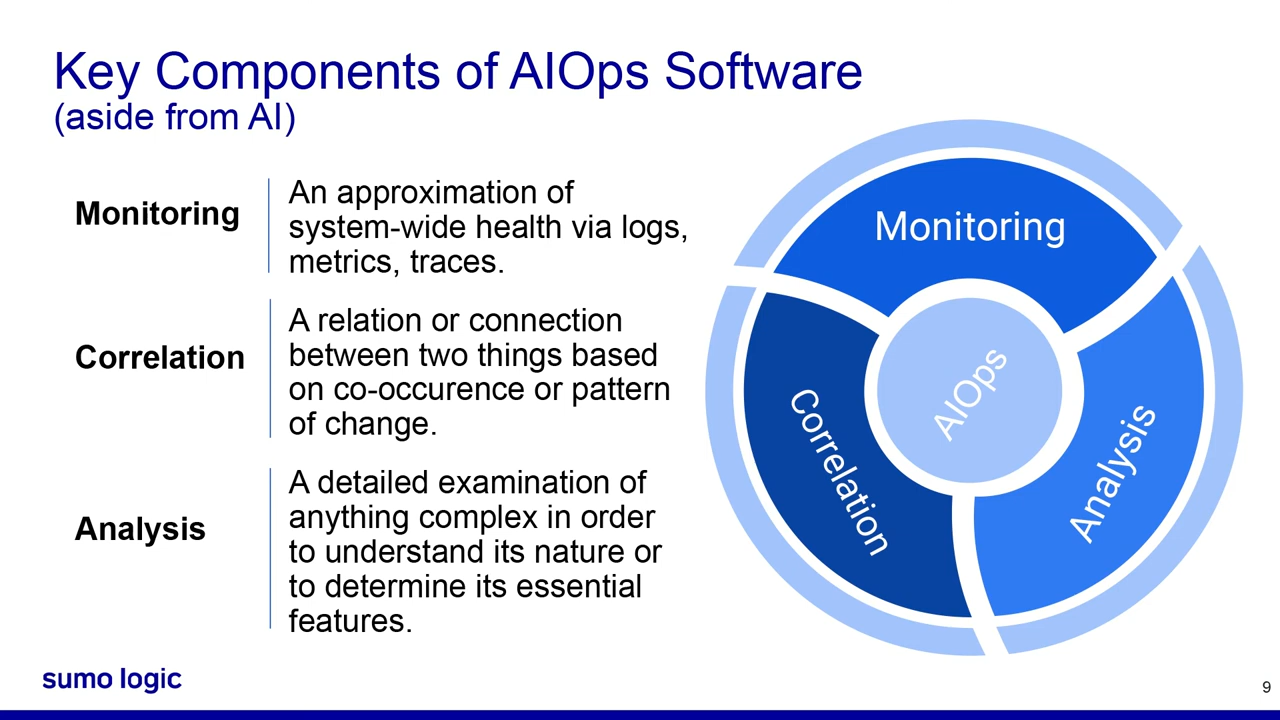 Key Components of AIOps Software
(aside from AI)
Monitoring
An approximation of
system-wide health via logs,
metrics, traces.
Correlation
A relation or connection
between two things based
on co-occurence or pattern
of change.
Analysis
A detailed examination of
anything complex in order
to understand its nature or
to determine its essential
features.
Monitoring
Correlation
AIOps
Analysis
sumo logic
9